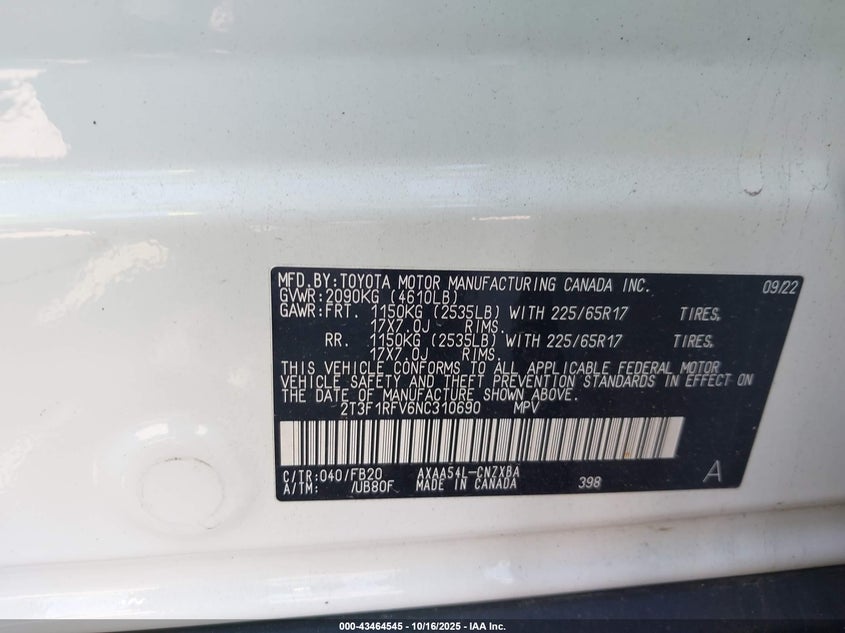 MFD.BY:TOYOTA MOTOR MANUFACTURING CANADA INC. 09/22
GVWR:2090KG (4610LB)
GAWR:FRT. 1150KG (2535LB) WITH 225/65R17 TIRES,
17X7.0J RIMS.
RR. 1150KG (2535LB) WITH 225/65R17 TIRES,
17X7.0J RIMS.
THIS VEHICLE CONFORMS TO ALL APPLICABLE FEDERAL MOTOR
VEHICLE SAFETY AND THEFT PREVENTION STANDARDS IN EFFECT ON
THE DATE OF MANUFACTURE SHOWN ABOVE.
2T3F1RFV6NC310690 MPV
C/TR:040/FB20 AXAA54L-CNZXBA
A/TM: /UB80F MADE IN CANADA 398 A
000-43464545 - 10/16/2025 - IAA Inc.